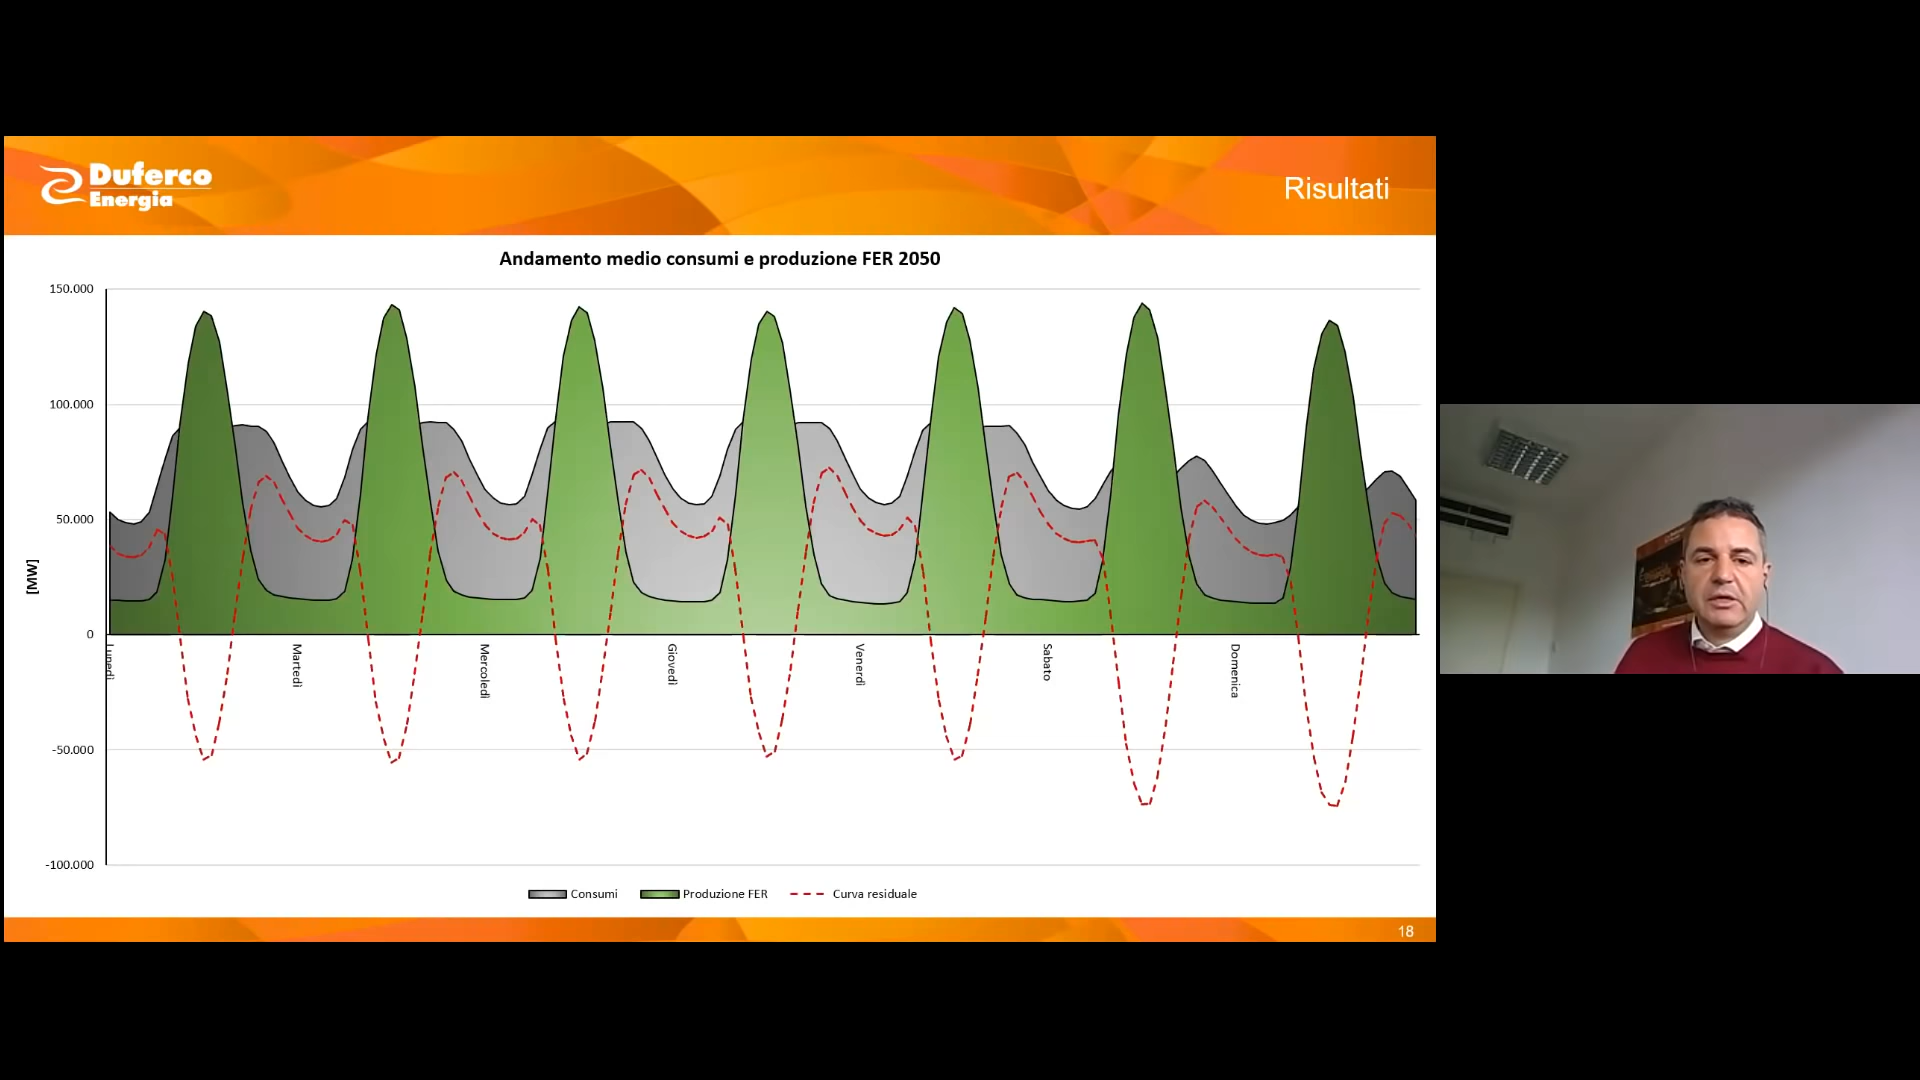 Duferco
Energia
Risultati
Andamento medio consumi e produzione FER 2050
150.000
100.000
50.000
0
-50.000
-100.000
[MW]
Lunedì
Martedì
Mercoledì
Giovedì
Venerdì
Sabato
Domenica
Consumi
Produzione FER
Curva residuale
18